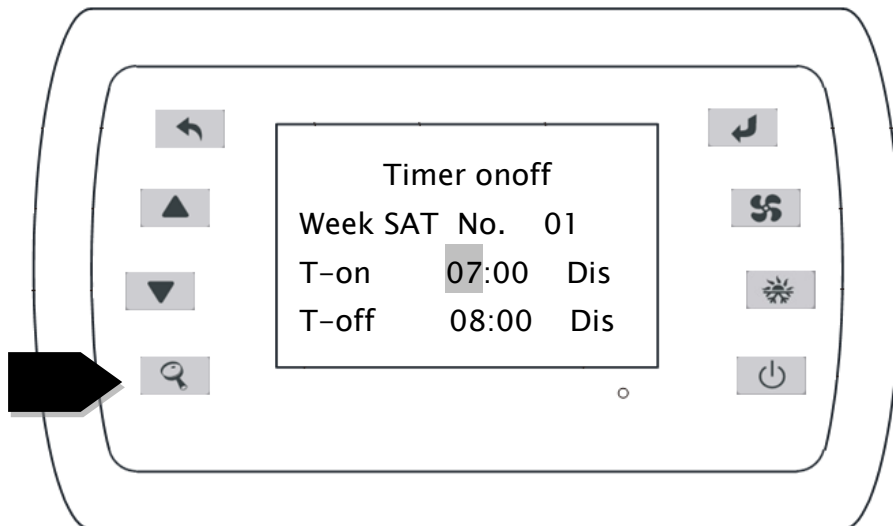 Timer onoff
Week SAT No. 01
T-on 07:00 Dis
T-off 08:00 Dis